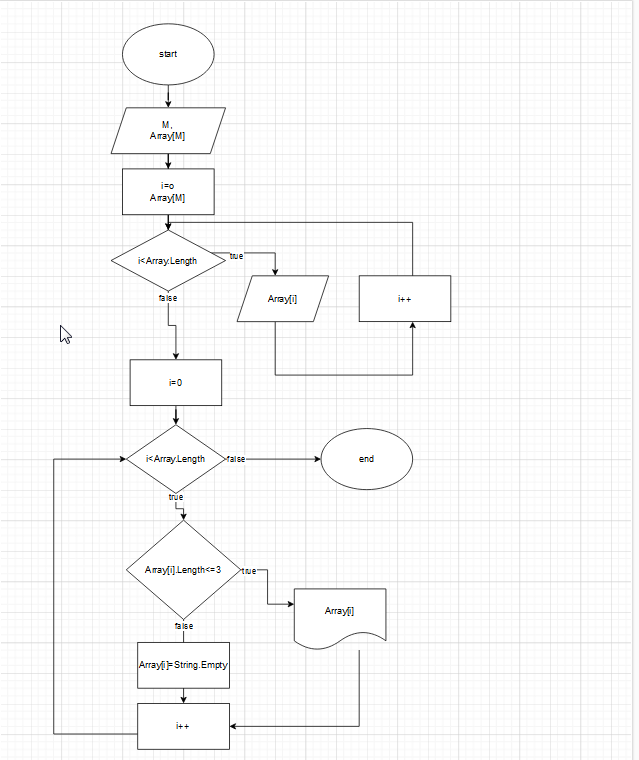 start
M,
Array[M]
i=o
Array[M]
i<Array.Length
true
false
Array[i]
i++
i=0
i<Array.Length
false
end
true
Array[i].Length<=3
true
Array[i]
false
Array[i]=String.Empty
i++